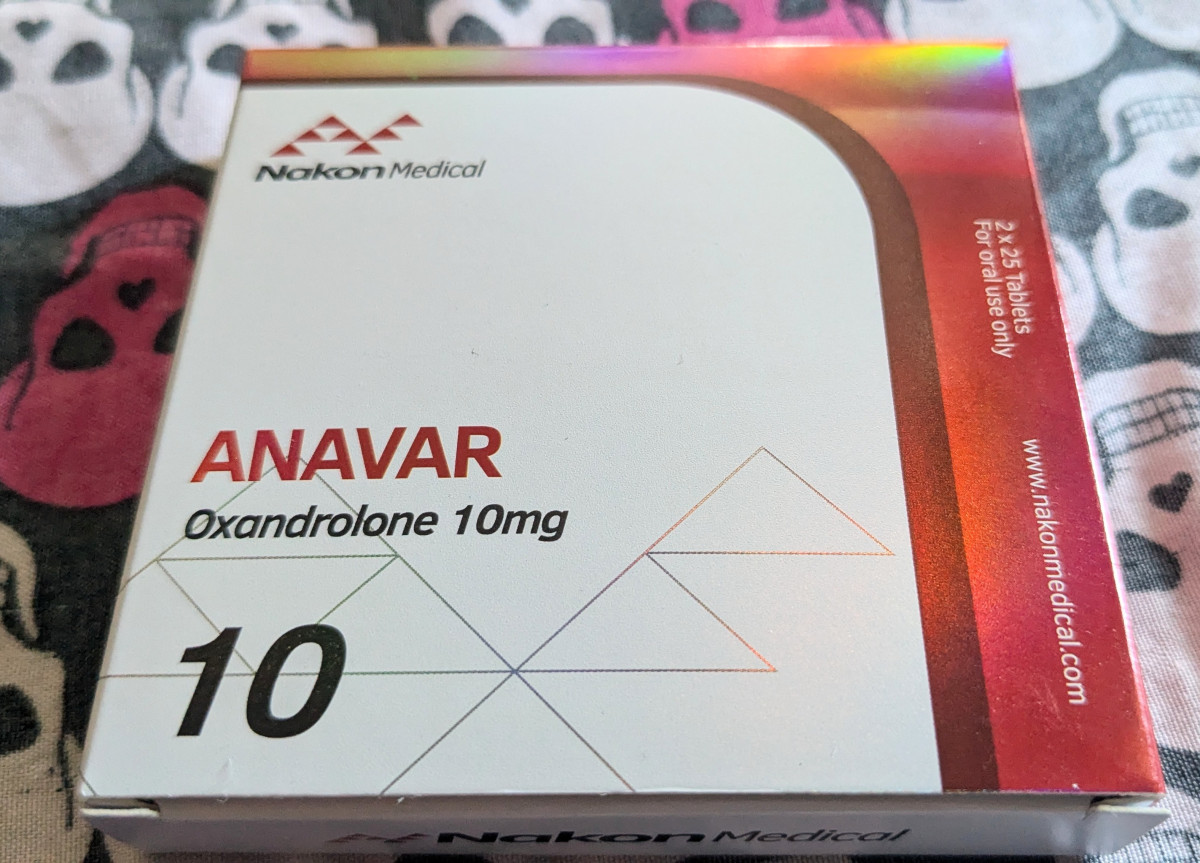 Nakon Medical
2 x 25 Tablets
For oral use only
www.nakonmedical.com
ANAVAR
Oxandrolone 10mg
10
Nakon Medical